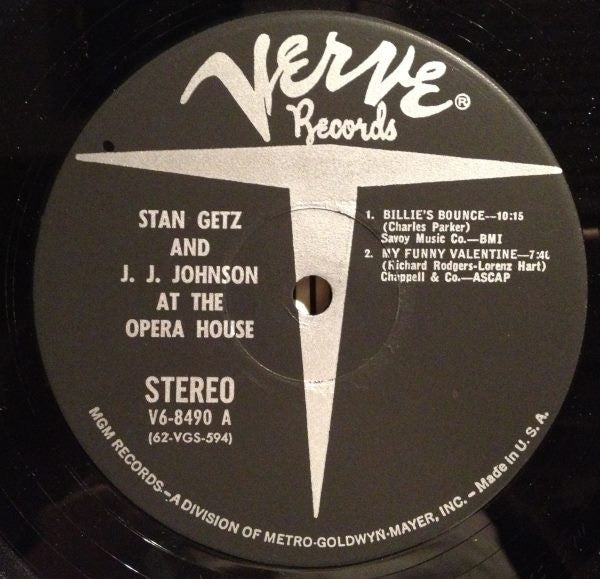 VERVE ®
Records
STAN GETZ
AND
J. J. JOHNSON
AT THE
OPERA HOUSE
STEREO
V6-8490 A
(62-VGS-594)
1. BILLIE'S BOUNCE—10:15
(Charles Parker)
Savoy Music Co.—BMI
2. MY FUNNY VALENTINE—7:40
(Richard Rodgers-Lorenz Hart)
Chappell & Co.—ASCAP
MGM RECORDS—A DIVISION OF METRO-GOLDWYN-MAYER, INC. – Made in U. S. A.